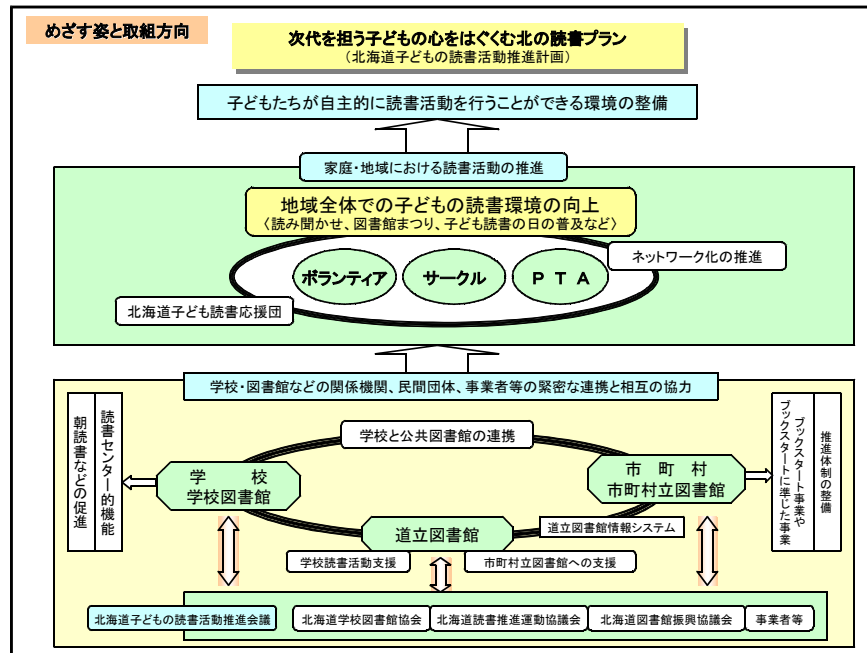 めざす姿と取組方向
次代を担う子どもの心をはぐくむ北の読書プラン
（北海道子どもの読書活動推進計画）
子どもたちが自主的に読書活動を行うことができる環境の整備
家庭・地域における読書活動の推進
地域全体での子どもの読書環境の向上
〈読み聞かせ、図書館まつり、子ども読書の日の普及など〉
ネットワーク化の推進
ボランティア
サークル
ＰＴＡ
北海道子ども読書応援団
学校・図書館などの関係機関、民間団体、事業者等の緊密な連携と相互の協力
読書センター的機能
朝読書などの促進
学校と公共図書館の連携
学校
学校図書館
市町村
市町村立図書館
推進体制の整備
ブックスタート事業や
ブックスタートに準じた事業
道立図書館
道立図書館情報システム
学校読書活動支援
市町村立図書館への支援
北海道子どもの読書活動推進会議
北海道学校図書館協会
北海道読書推進運動協議会
北海道図書館振興協議会
事業者等